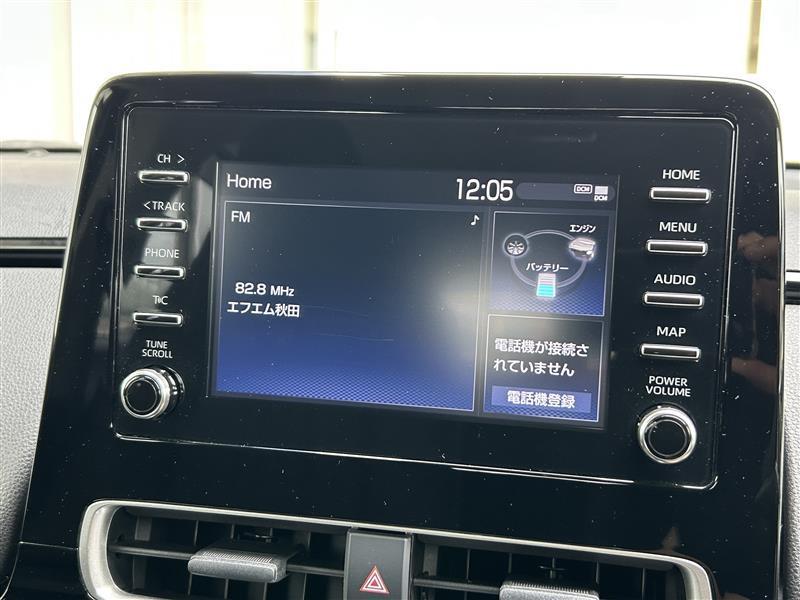 CH >
< TRACK
PHONE
T•C
TUNE
SCROLL
Home
12:05
DCM
DCM
FM
♪
82.8 MHz
エフエム秋田
エンジン
バッテリー
電話機が接続さ
れていません
電話機登録
HOME
MENU
AUDIO
MAP
POWER
VOLUME